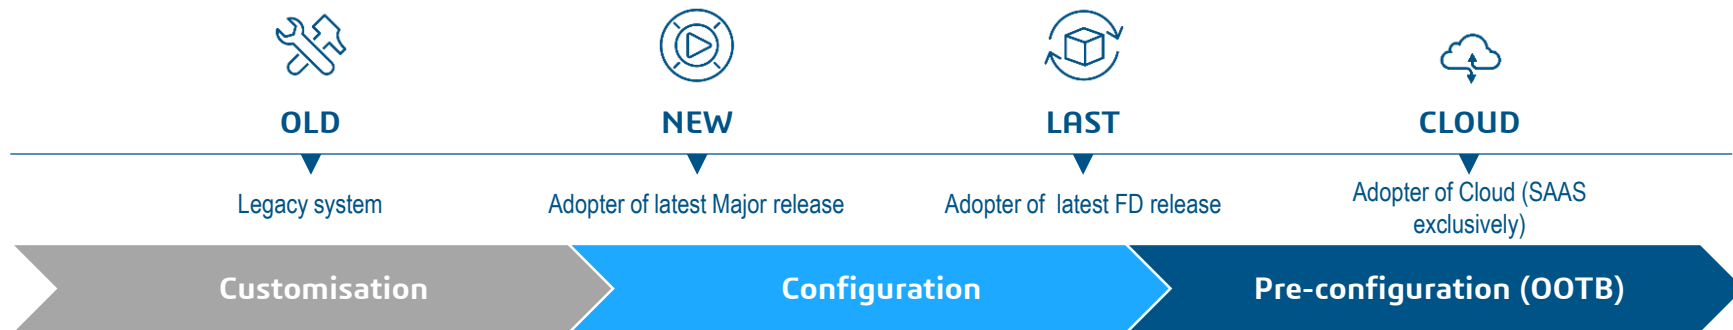 OLD
NEW
LAST
CLOUD
Legacy system
Adopter of latest Major release
Adopter of latest FD release
Adopter of Cloud (SAAS
exclusively)
Customisation
Configuration
Pre-configuration (OOTB)